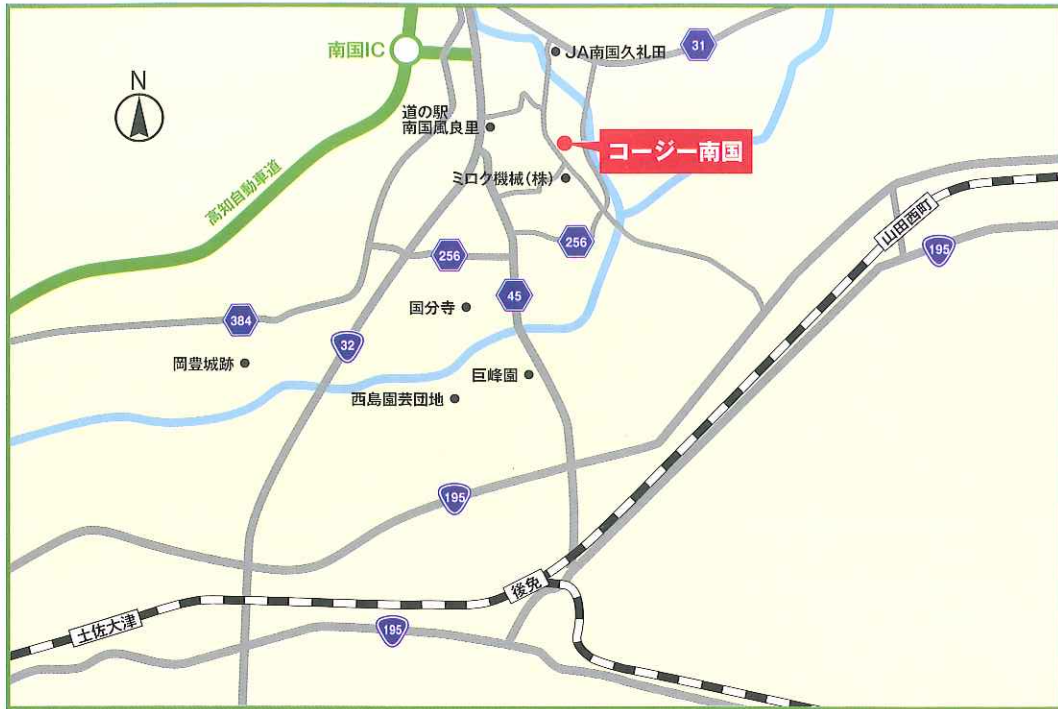 南国IC
31
JA南国久礼田
N
道の駅
南国風良里
コージー南国
ミロク機械(株)
高知自動車道
山田西町
256
256
195
45
国分寺
384
32
岡豊城跡
巨峰園
西島園芸団地
195
後免
土佐大津
195